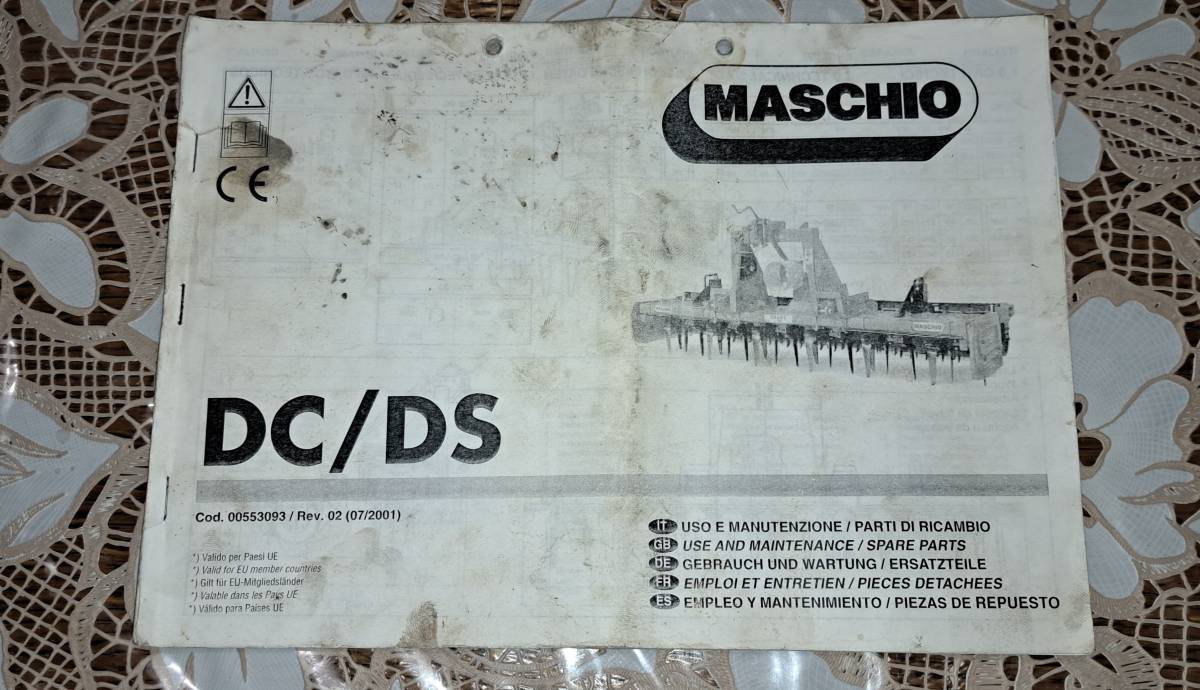 CE
MASCHIO
MASCHIO
DC/DS
Cod. 00553093 / Rev. 02 (07/2001)
*) Valido per Paesi UE
*) Valid for EU member countries
*) Gilt für EU-Mitgliedsländer
*) Valable dans les Pays UE
*) Válido para Países UE
IT USO E MANUTENZIONE / PARTI DI RICAMBIO
GB USE AND MAINTENANCE / SPARE PARTS
DE GEBRAUCH UND WARTUNG / ERSATZTEILE
FR EMPLOI ET ENTRETIEN / PIECES DETACHEES
ES EMPLEO Y MANTENIMIENTO / PIEZAS DE REPUESTO